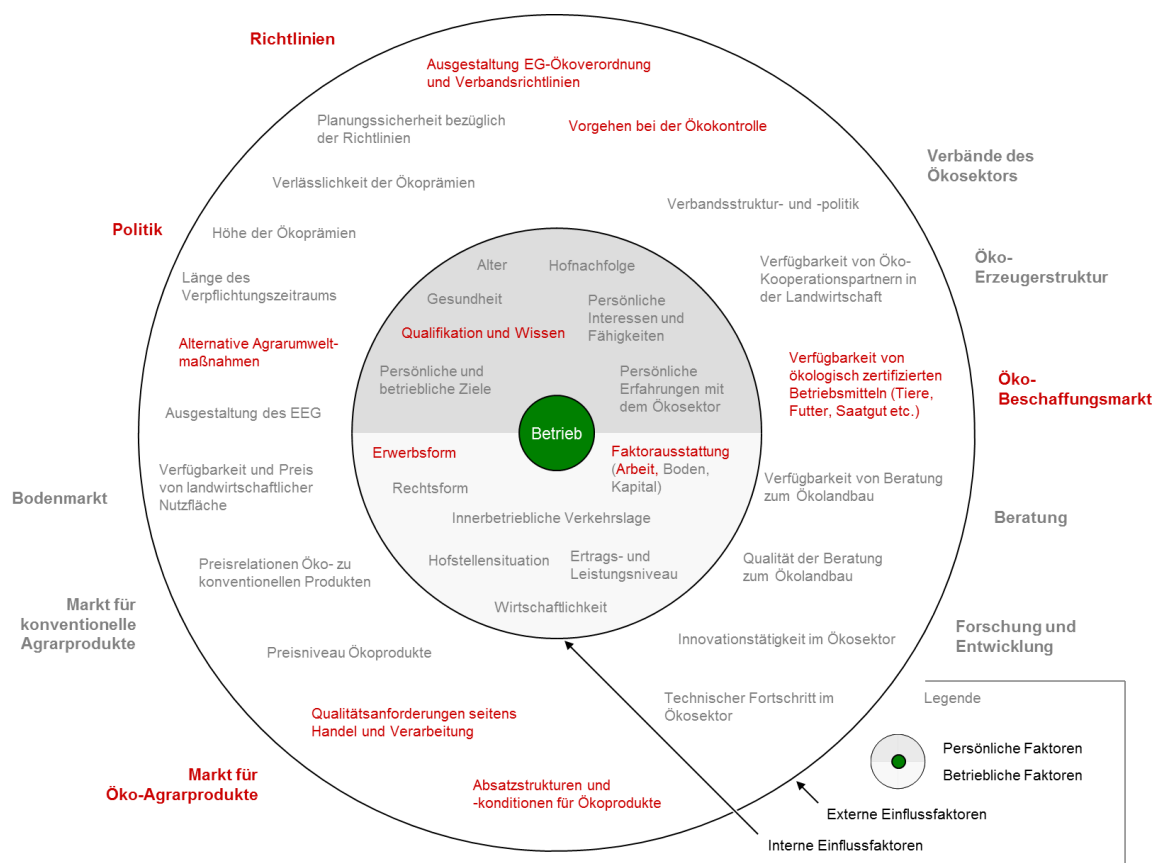 Richtlinien
Ausgestaltung EG-Ökoverordnung
und Verbandsrichtlinien
Planungssicherheit bezüglich
der Richtlinien
Vorgehen bei der Ökokontrolle
Verbände des
Ökosektors
Verlässlichkeit der Ökoprämien
Verbandsstruktur- und -politik
Politik
Höhe der Ökoprämien
Öko-
Erzeugerstruktur
Verfügbarkeit von Öko-
Kooperationspartnern in
der Landwirtschaft
Länge des
Verpflichtungszeitraums
Alter
Hofnachfolge
Gesundheit
Persönliche
Interessen und
Fähigkeiten
Qualifikation und Wissen
Alternative Agrarumwelt-
maßnahmen
Persönliche und
betriebliche Ziele
Persönliche
Erfahrungen mit
dem Ökosektor
Verfügbarkeit von
ökologisch zertifizierten
Betriebsmitteln (Tiere,
Futter, Saatgut etc.)
Öko-
Beschaffungsmarkt
Ausgestaltung des EEG
Betrieb
Erwerbsform
Faktorausstattung
(Arbeit, Boden,
Kapital)
Rechtsform
Bodenmarkt
Verfügbarkeit und Preis
von landwirtschaftlicher
Nutzfläche
Verfügbarkeit von Beratung
zum Ökolandbau
Innerbetriebliche Verkehrslage
Beratung
Hofstellensituation
Ertrags- und
Leistungsniveau
Preisrelationen Öko- zu
konventionellen Produkten
Qualität der Beratung
zum Ökolandbau
Wirtschaftlichkeit
Markt für
konventionelle
Agrarprodukte
Innovationstätigkeit im Ökosektor
Forschung und
Entwicklung
Preisniveau Ökoprodukte
Technischer Fortschritt im
Ökosektor
Qualitätsanforderungen seitens
Handel und Verarbeitung
Markt für
Öko-Agrarprodukte
Absatzstrukturen und
-konditionen für Ökoprodukte
Legende
Persönliche Faktoren
Betriebliche Faktoren
Externe Einflussfaktoren
Interne Einflussfaktoren